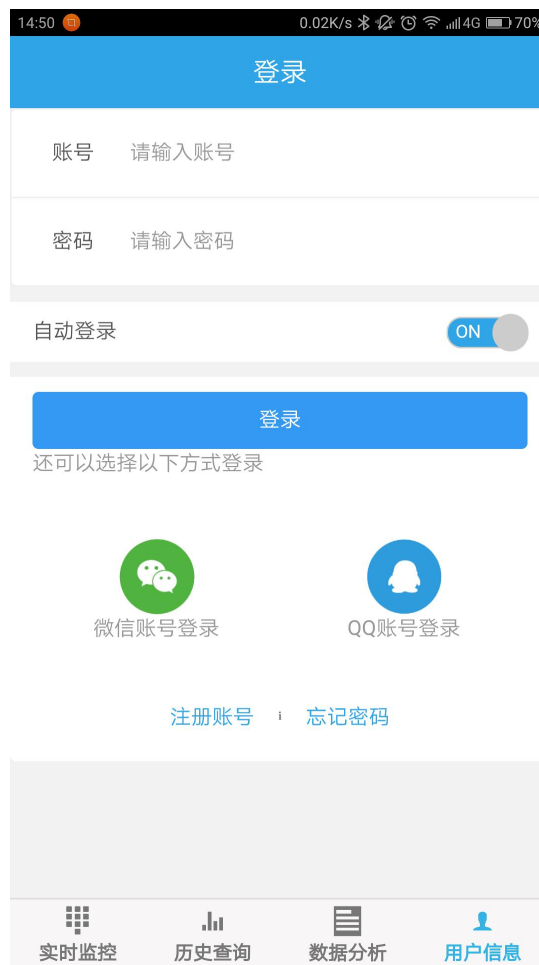 14:50 0.02K/s 4G 70%
登录
账号 请输入账号
密码 请输入密码
自动登录 ON
登录
还可以选择以下方式登录
微信账号登录 QQ账号登录
注册账号 i 忘记密码
实时监控 历史查询 数据分析 用户信息